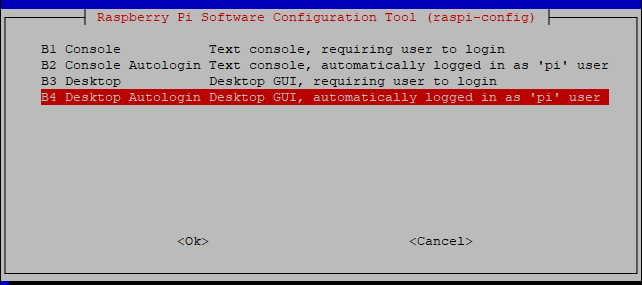 Raspberry Pi Software Configuration Tool (raspi-config)
B1 Console Text console, requiring user to login
B2 Console Autologin Text console, automatically logged in as 'pi' user
B3 Desktop Desktop GUI, requiring user to login
B4 Desktop Autologin Desktop GUI, automatically logged in as 'pi' user
<Ok> <Cancel>